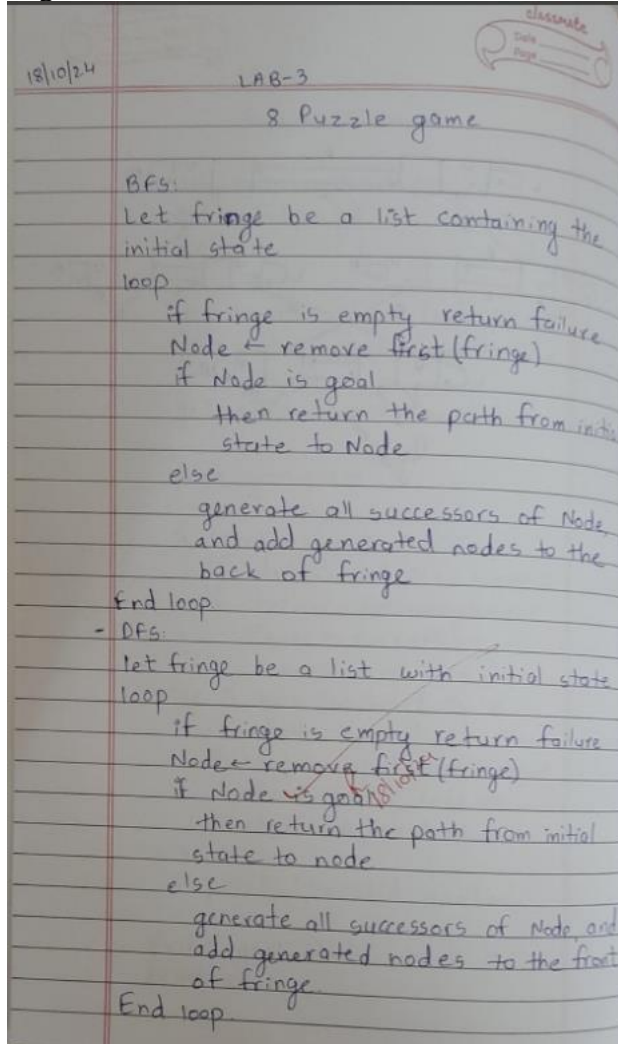 classmate
Date
Page
18/10/24
LAB-3
8 Puzzle game
BFS:
Let fringe be a list containing the
initial state
loop
if fringe is empty return failure
Node ← remove first (fringe)
if Node is goal
then return the path from initia
state to Node
else
generate all successors of Node,
and add generated nodes to the
back of fringe
End loop
- DFS:
let fringe be a list with initial state
loop
if fringe is empty return failure
Node ← remove first (fringe)
if Node is goal
then return the path from initial
state to node
else
generate all successors of Node, and
add generated nodes to the front
of fringe.
End loop.